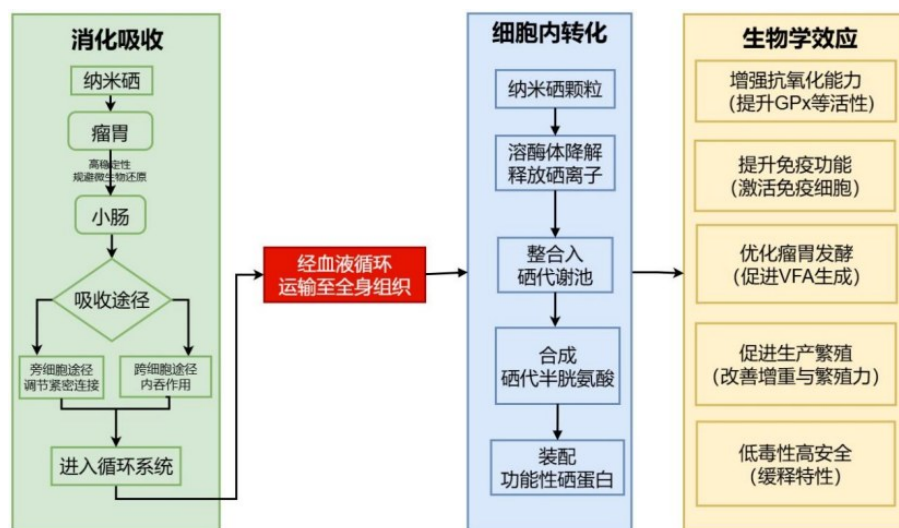 消化吸收
纳米硒
瘤胃
高稳定性
规避微生物还原
小肠
吸收途径
旁细胞途径
调节紧密连接
跨细胞途径
内吞作用
进入循环系统
经血液循环
运输至全身组织
细胞内转化
纳米硒颗粒
溶酶体降解
释放硒离子
整合入
硒代谢池
合成
硒代半胱氨酸
装配
功能性硒蛋白
生物学效应
增强抗氧化能力
(提升GPx等活性)
提升免疫功能
(激活免疫细胞)
优化瘤胃发酵
(促进VFA生成)
促进生产繁殖
(改善增重与繁殖力)
低毒性高安全
(缓释特性)